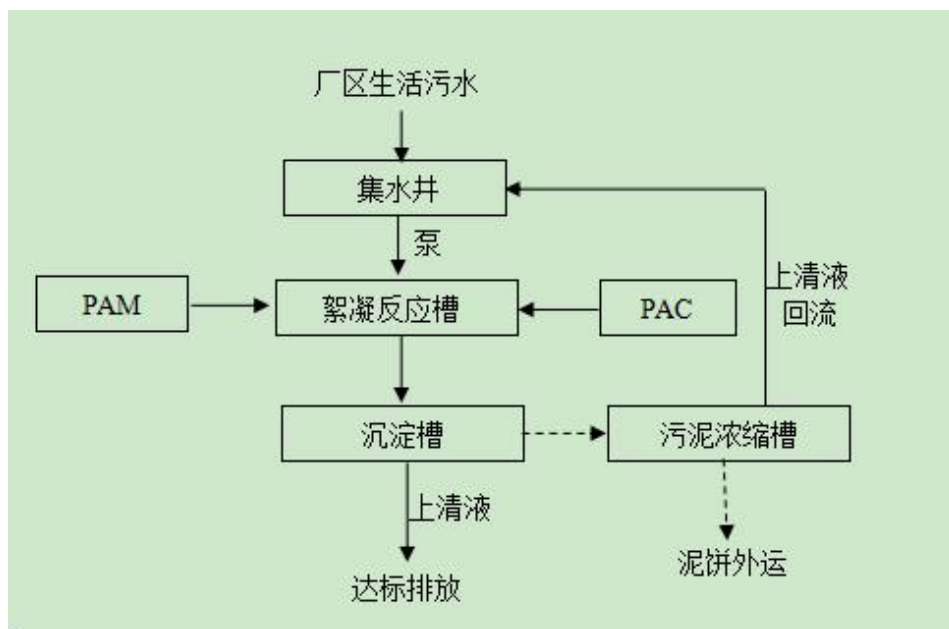 厂区生活污水
集水井
泵
上清液
回流
PAM
絮凝反应槽
PAC
沉淀槽
污泥浓缩槽
上清液
泥饼外运
达标排放